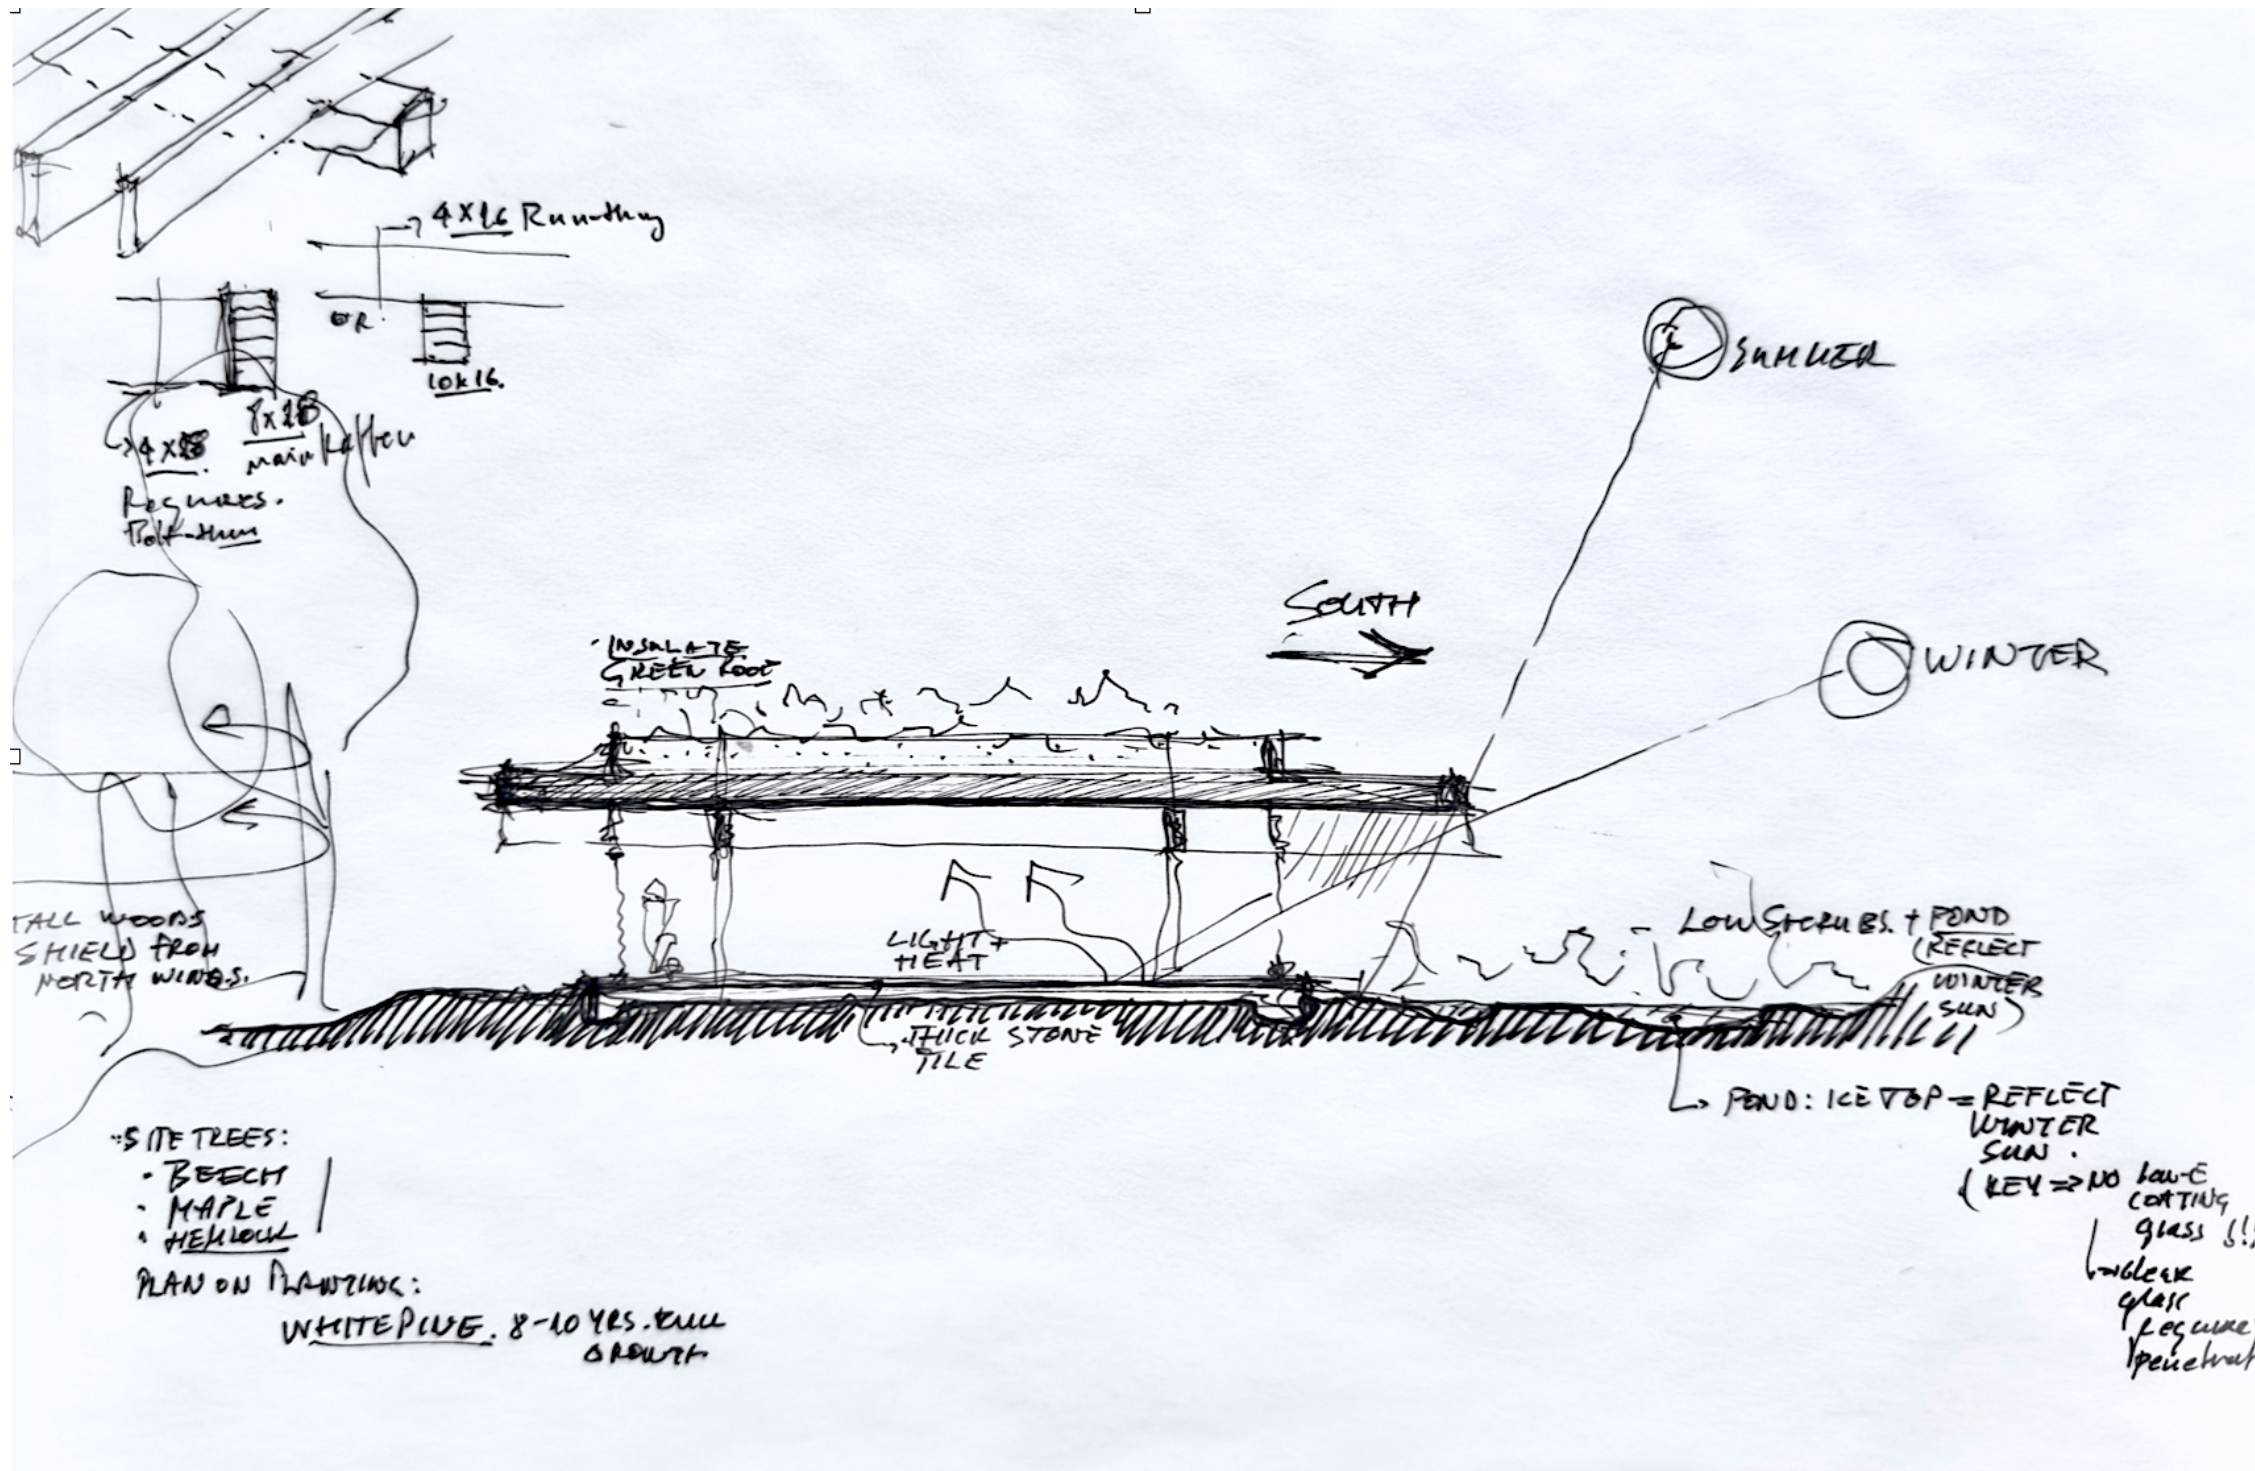 4x16 Run-thru
OR.
10x16.
4x18.
8x18
main rafter
Requires.
Bolt-thru
SUMMER
SOUTH
WINTER
INSULATE
GREEN ROOF
TALL WOODS
SHIELD FROM
NORTH WINDS.
LIGHT +
HEAT
THICK STONE
TILE
LOW SHRUBS. + POND
(REFLECT
WINTER
SUN)
POND: ICE TOP = REFLECT
WINTER
SUN.
(KEY => NO LOW-E
COATING
glass !!!
clear
glass
SITE TREES:
• BEECH
• MAPLE
• HEMLOCK
PLAN ON PLANTING:
WHITE PINE. 8-10 YRS. FULL
GROWTH